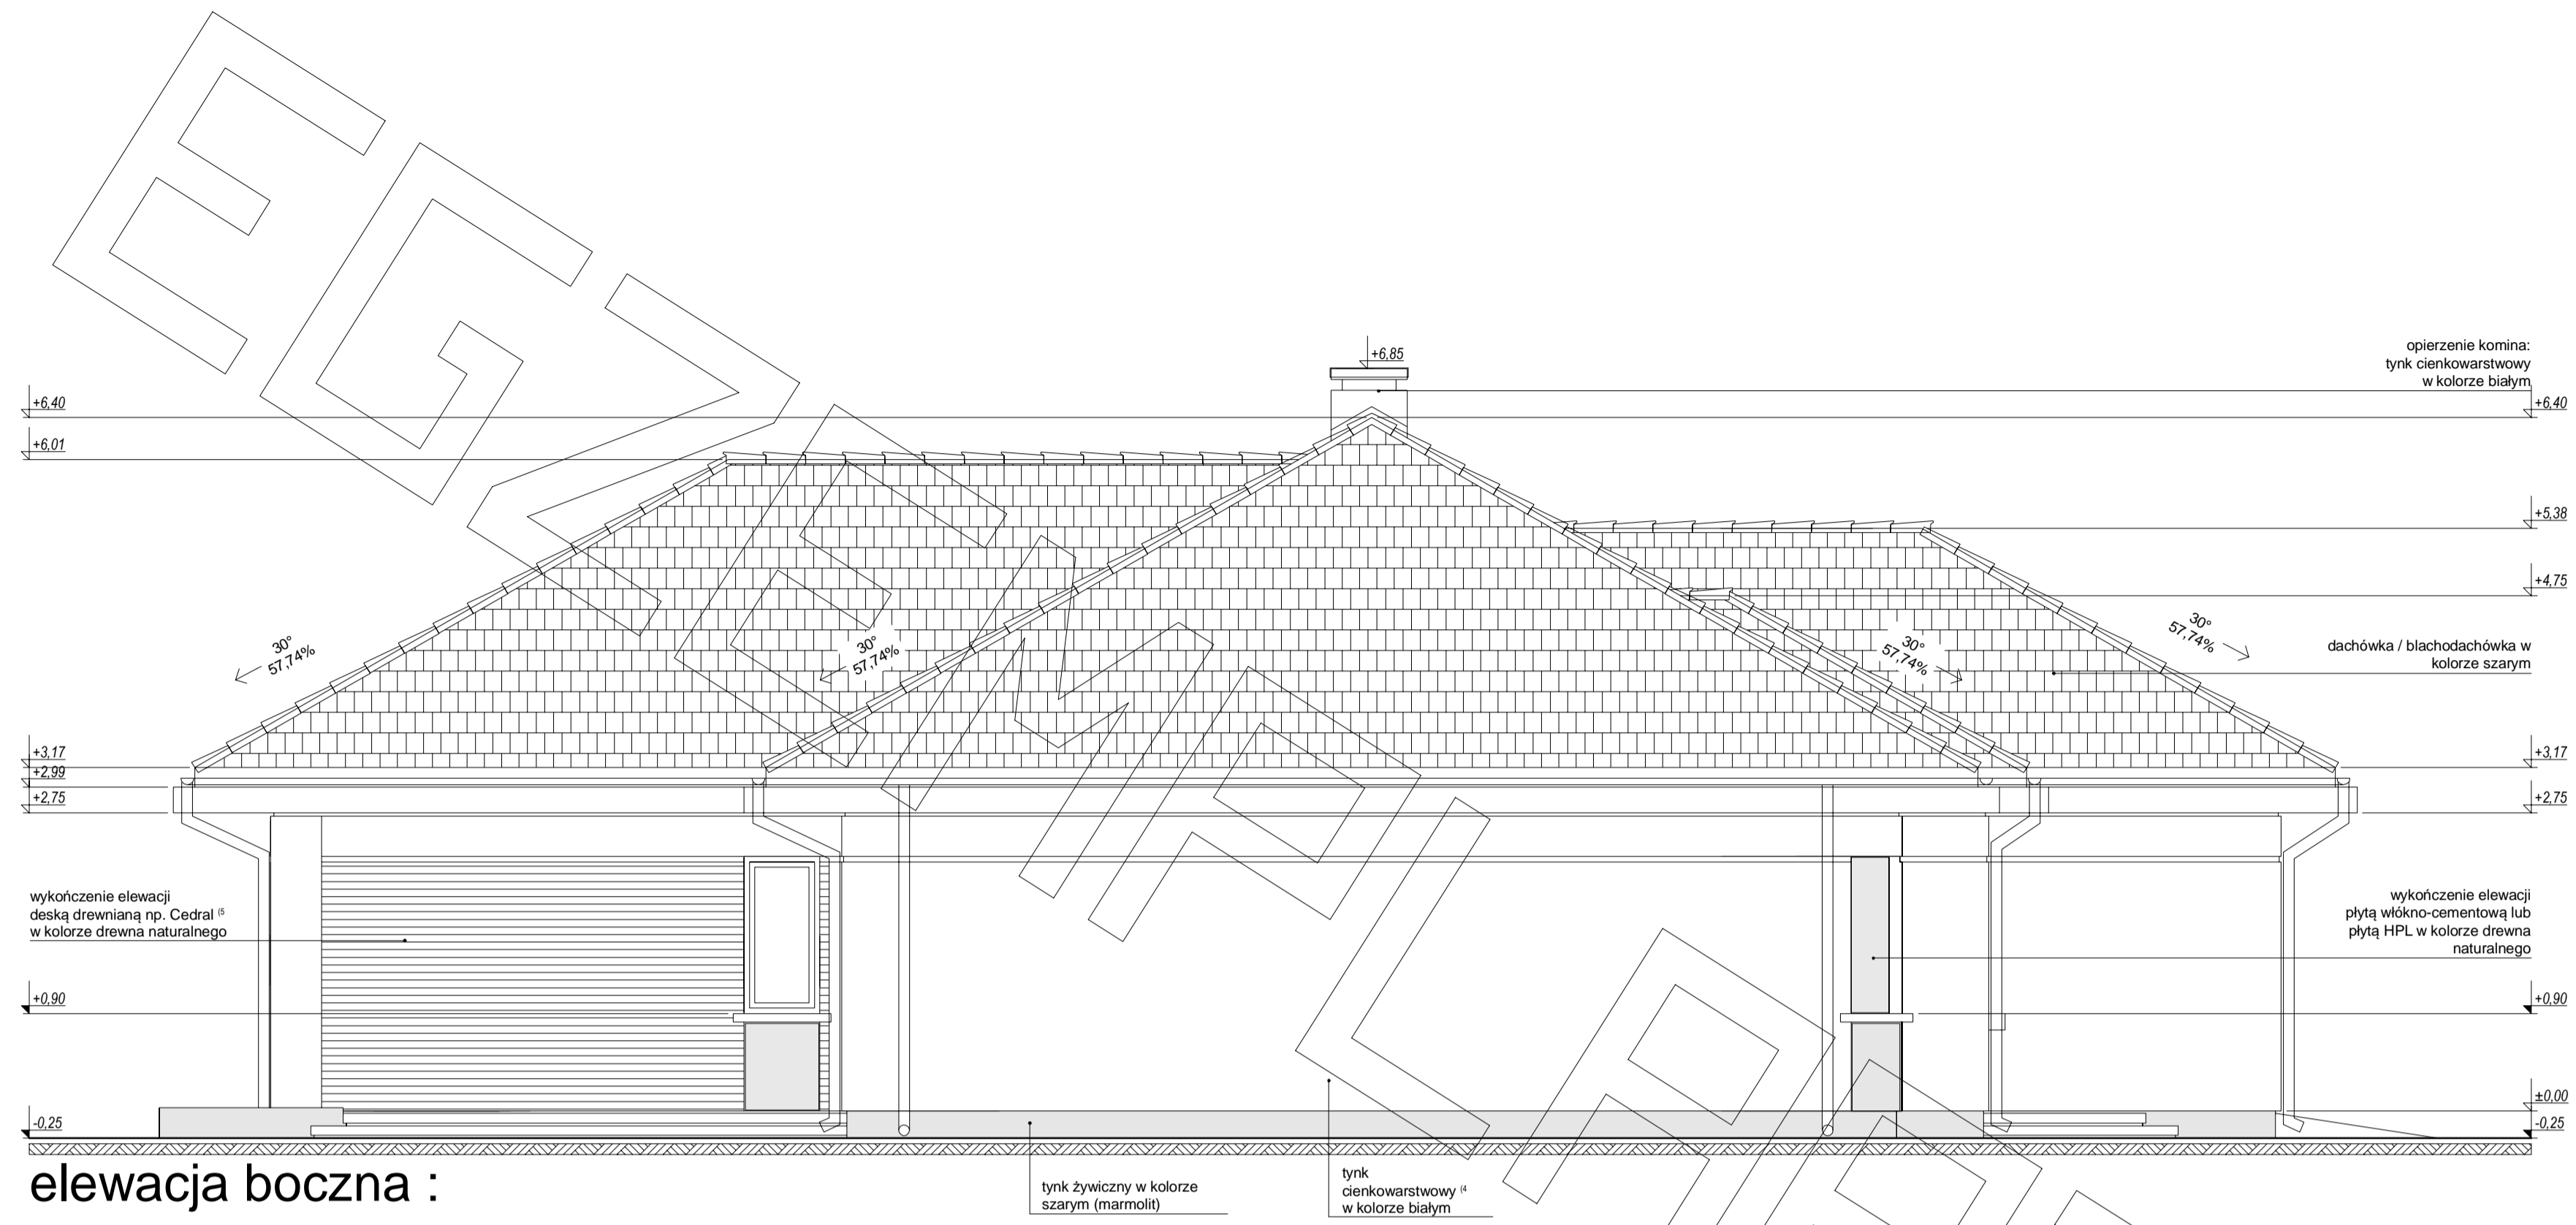 EGZEMPLARZ
+6,85
opierzenie komina:
tynk cienkowarstwowy
w kolorze białym
+6,40
+6,40
+6,01
+5,38
+4,75
30°
57,74%
30°
57,74%
30°
57,74%
30°
57,74%
dachówka / blachodachówka w
kolorze szarym
+3,17
+2,99
+2,75
+3,17
+2,75
wykończenie elewacji
deską drewnianą np. Cedral (5
w kolorze drewna naturalnego
wykończenie elewacji
płytą włókno-cementową lub
płytą HPL w kolorze drewna
naturalnego
+0,90
+0,90
±0,00
-0,25
-0,25
elewacja boczna :
tynk żywiczny w kolorze
szarym (marmolit)
tynk
cienkowarstwowy (4
w kolorze białym